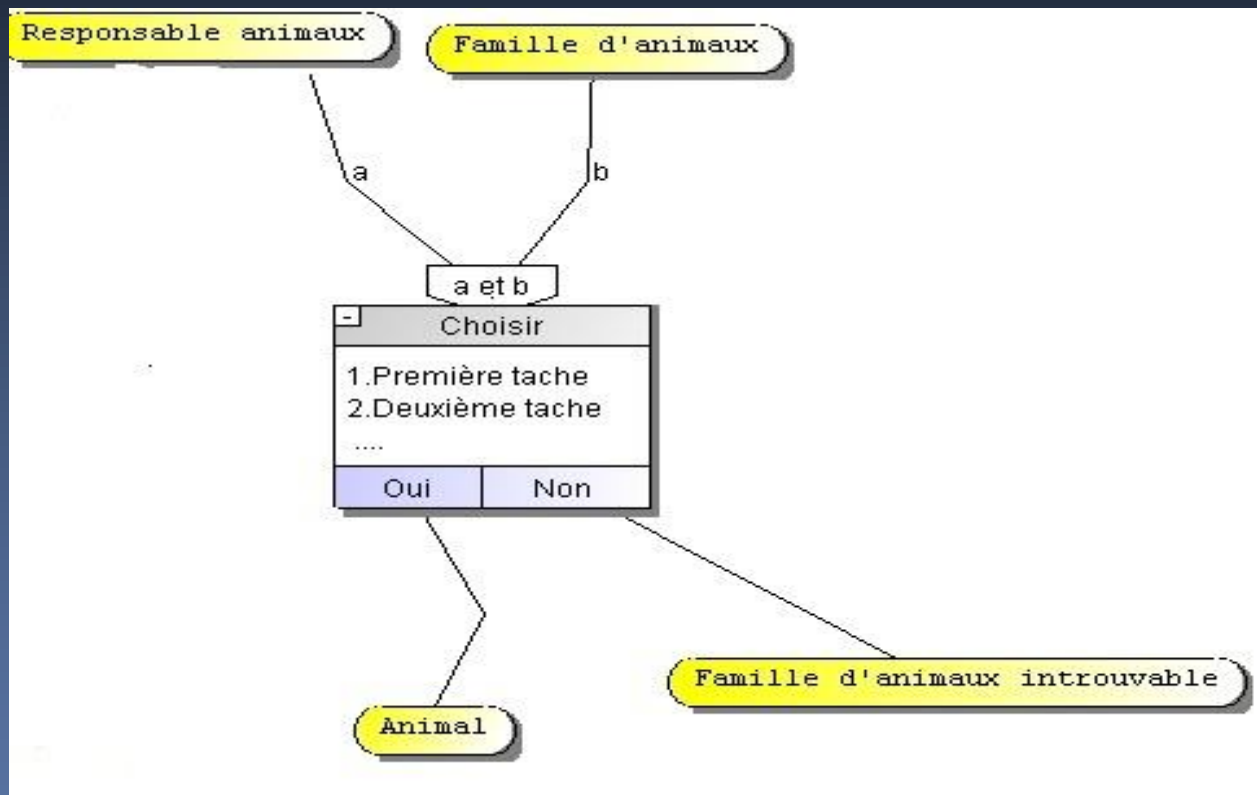 Responsable animaux
Famille d'animaux
a
b
a et b
-
Choisir
1.Première tache
2.Deuxième tache
....
Oui
Non
Famille d'animaux introuvable
Animal